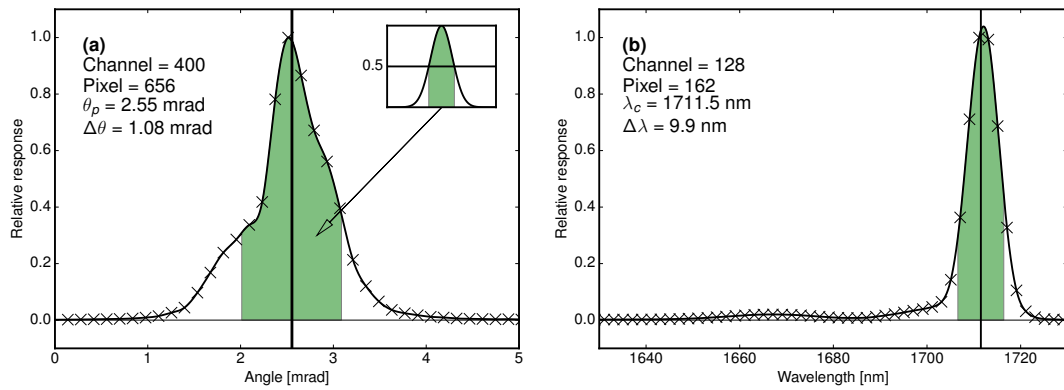 (a)
Channel = 400
Pixel = 656
θp = 2.55 mrad
Δθ = 1.08 mrad
0.5
Relative response
1.0
0.8
0.6
0.4
0.2
0.0
0 1 2 3 4 5
Angle [mrad]
(b)
Channel = 128
Pixel = 162
λc = 1711.5 nm
Δλ = 9.9 nm
Relative response
1.0
0.8
0.6
0.4
0.2
0.0
1640 1660 1680 1700 1720
Wavelength [nm]